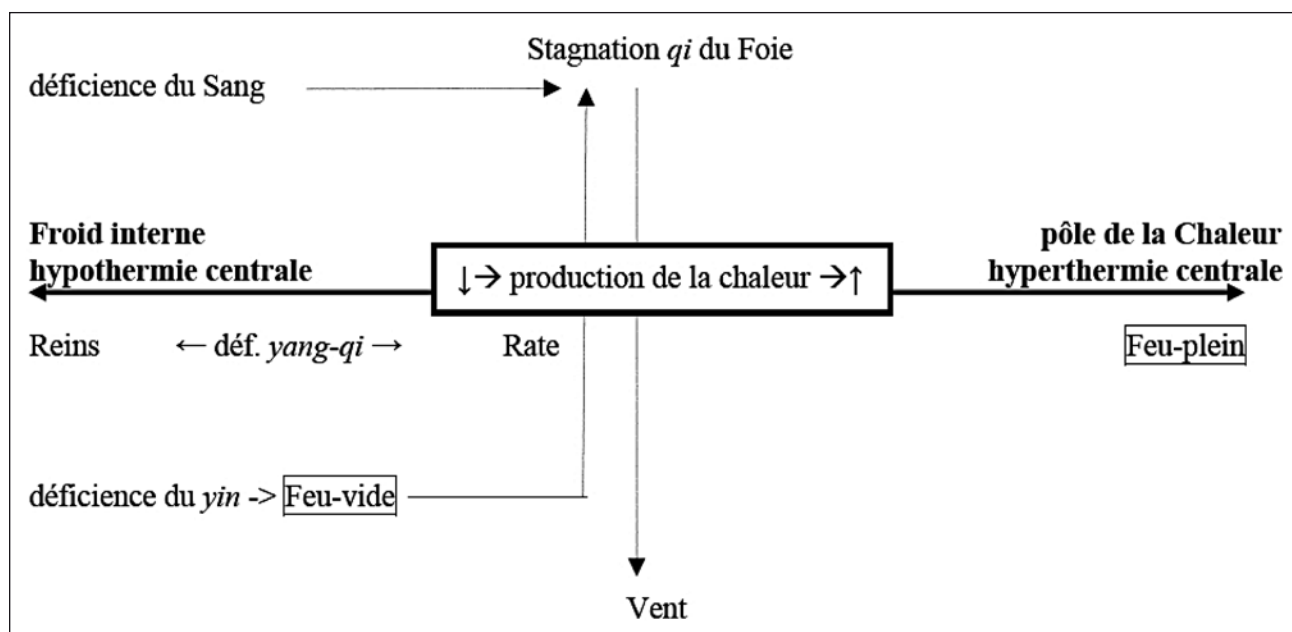 Stagnation qi du Foie
déficience du Sang
Froid interne
hypothermie centrale
pôle de la Chaleur
hyperthermie centrale
↓→ production de la chaleur →↑
Reins ← déf. yang-qi → Rate
Feu-plein
déficience du yin -> Feu-vide
Vent